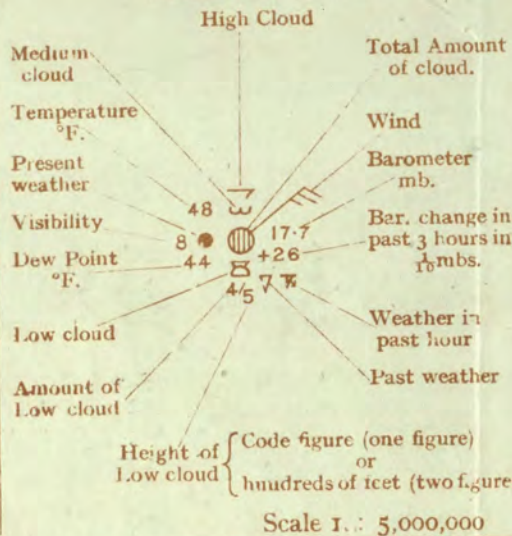 High Cloud
Medium cloud
Total Amount of cloud.
Temperature °F.
Wind
Present weather
Barometer mb.
48
Visibility
8
17.7
Bar. change in past 3 hours in 1/10 mbs.
Dew Point °F.
44
+26
4/5
Low cloud
Weather in past hour
Amount of Low cloud
Past weather
Height of Low cloud
Code figure (one figure)
or
hundreds of feet (two figure
Scale 1 : 5,000,000